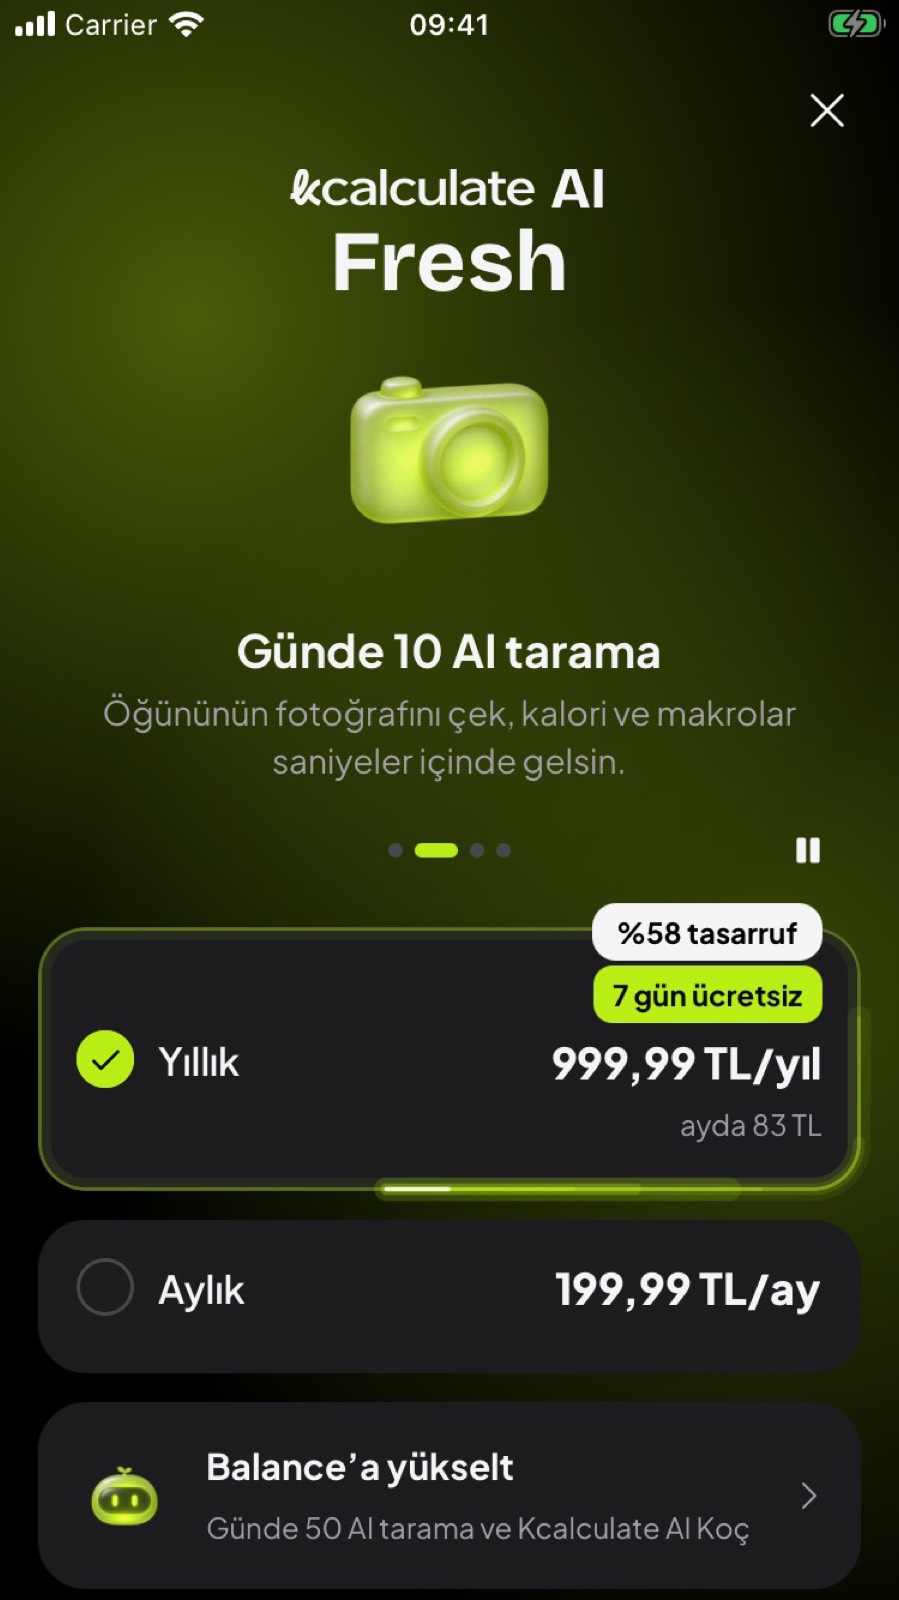 Carrier
09:41
kcalculate AI
Fresh
Günde 10 AI tarama
Öğününün fotoğrafını çek, kalori ve makrolar
saniyeler içinde gelsin.
%58 tasarruf
7 gün ücretsiz
Yıllık
999,99 TL/yıl
ayda 83 TL
Aylık
199,99 TL/ay
Balance’a yükselt
Günde 50 AI tarama ve Kcalculate AI Koç